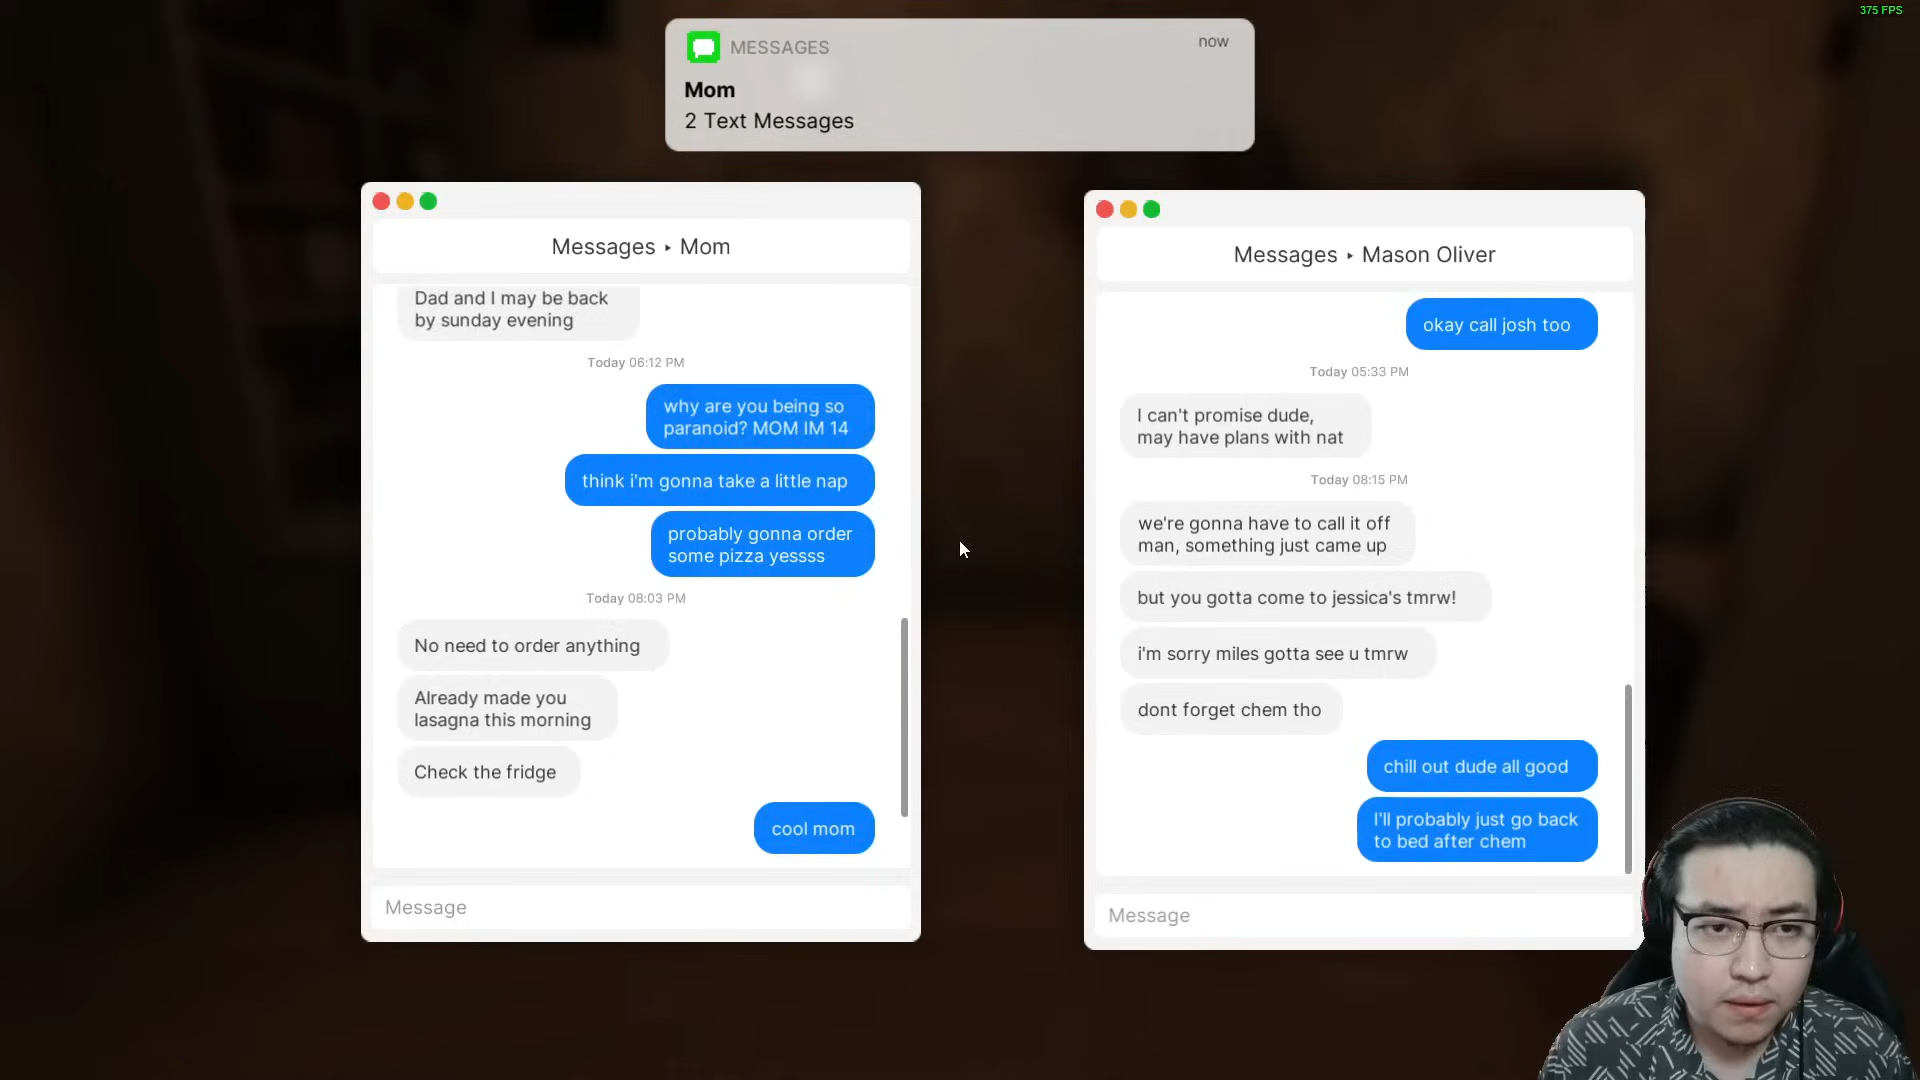 375 FPS
MESSAGES
now
Mom
2 Text Messages
Messages ▸ Mom
Dad and I may be back
by sunday evening
Today 06:12 PM
why are you being so
paranoid? MOM IM 14
think i'm gonna take a little nap
probably gonna order
some pizza yessss
Today 08:03 PM
No need to order anything
Already made you
lasagna this morning
Check the fridge
cool mom
Message
Messages ▸ Mason Oliver
okay call josh too
Today 05:33 PM
I can't promise dude,
may have plans with nat
Today 08:15 PM
we're gonna have to call it off
man, something just came up
but you gotta come to jessica's tmrw!
i'm sorry miles gotta see u tmrw
dont forget chem tho
chill out dude all good
I'll probably just go back
to bed after chem
Message